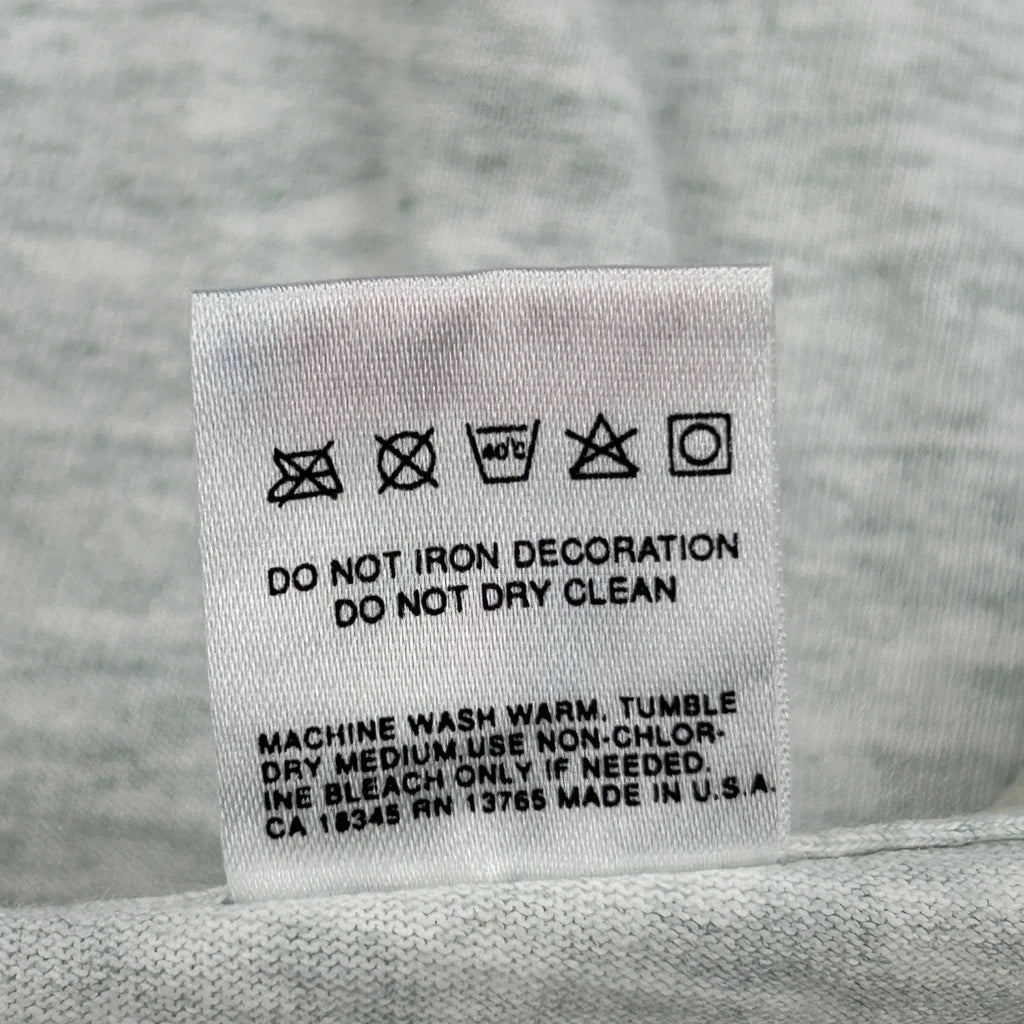 40°C
DO NOT IRON DECORATION
DO NOT DRY CLEAN
MACHINE WASH WARM, TUMBLE
DRY MEDIUM,USE NON-CHLOR-
INE BLEACH ONLY IF NEEDED.
CA 18345 RN 13765 MADE IN U.S.A.